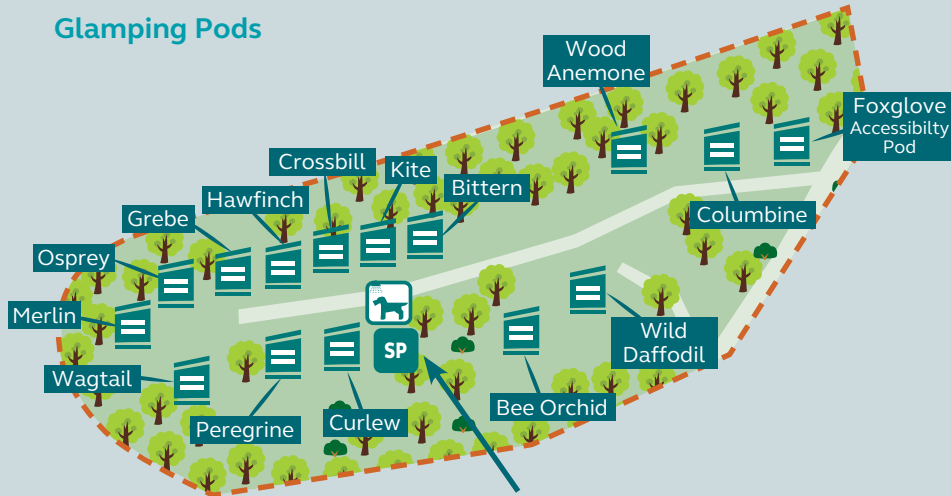 Glamping Pods
Wood
Anemone
Foxglove
Accessibilty
Pod
Crossbill
Kite
Bittern
Hawfinch
Grebe
Columbine
Osprey
Merlin
Wild
Daffodil
SP
Wagtail
Bee Orchid
Peregrine
Curlew